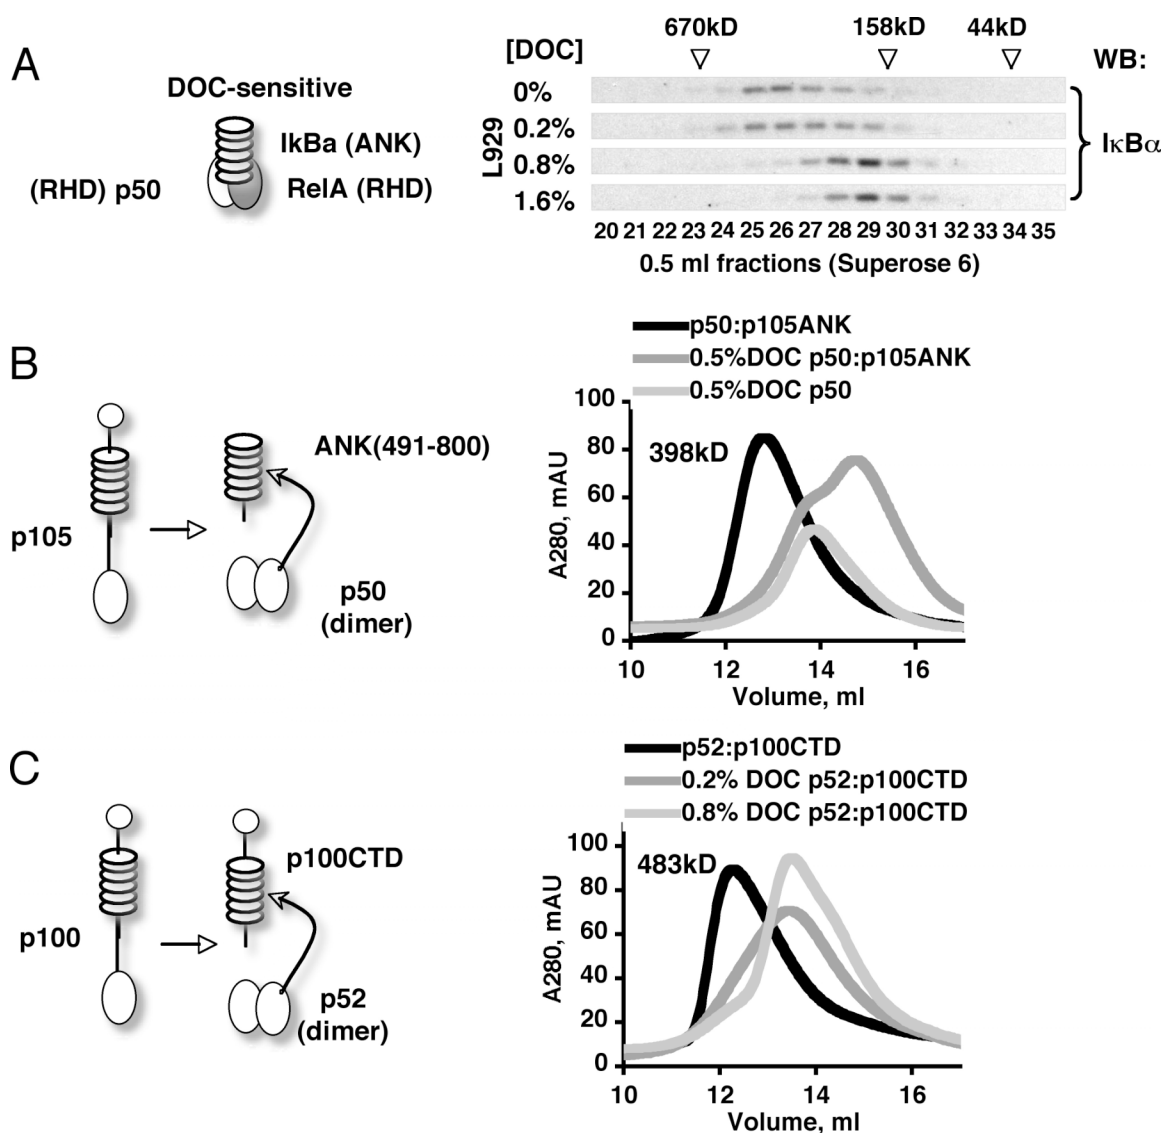 A
DOC-sensitive
IkBa (ANK)
(RHD) p50
RelA (RHD)
670kD 158kD 44kD
[DOC]
WB:
L929
0%
0.2%
0.8%
1.6%
IκBα
20 21 22 23 24 25 26 27 28 29 30 31 32 33 34 35
0.5 ml fractions (Superose 6)
B
p105
ANK(491-800)
p50
(dimer)
p50:p105ANK
0.5%DOC p50:p105ANK
0.5%DOC p50
398kD
A280, mAU
100
80
60
40
20
0
10 12 14 16
Volume, ml
C
p100
p100CTD
p52
(dimer)
p52:p100CTD
0.2% DOC p52:p100CTD
0.8% DOC p52:p100CTD
483kD
A280, mAU
100
80
60
40
20
0
10 12 14 16
Volume, ml